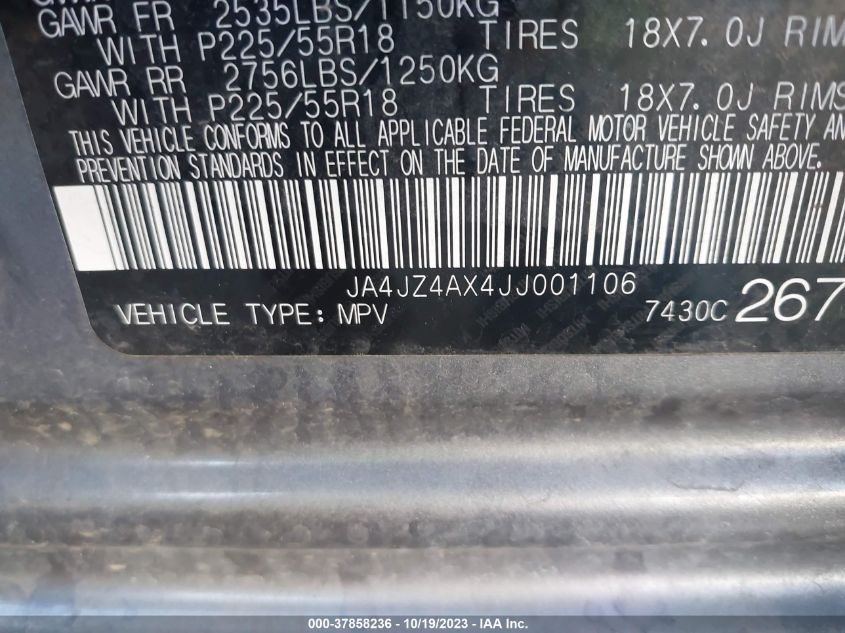 GAWR FR 2535LBS/1150KG
WITH P225/55R18 TIRES 18X7.0J RIM
GAWR RR 2756LBS/1250KG
WITH P225/55R18 TIRES 18X7.0J RIMS
THIS VEHICLE CONFORMS TO ALL APPLICABLE FEDERAL MOTOR VEHICLE SAFETY AN
PREVENTION STANDARDS IN EFFECT ON THE DATE OF MANUFACTURE SHOWN ABOVE.
JA4JZ4AX4JJ001106
VEHICLE TYPE: MPV 7430C 267
000-37858236 - 10/19/2023 - IAA Inc.